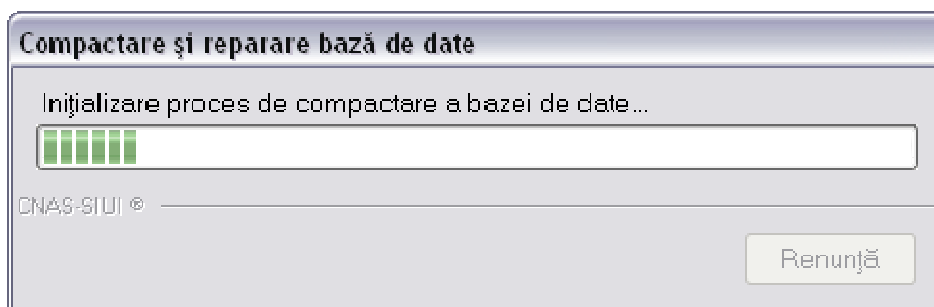 Compactare şi reparare bază de date
Iniţializare proces de compactare a bazei de date...
CNAS-SIUI ®
Renunţă